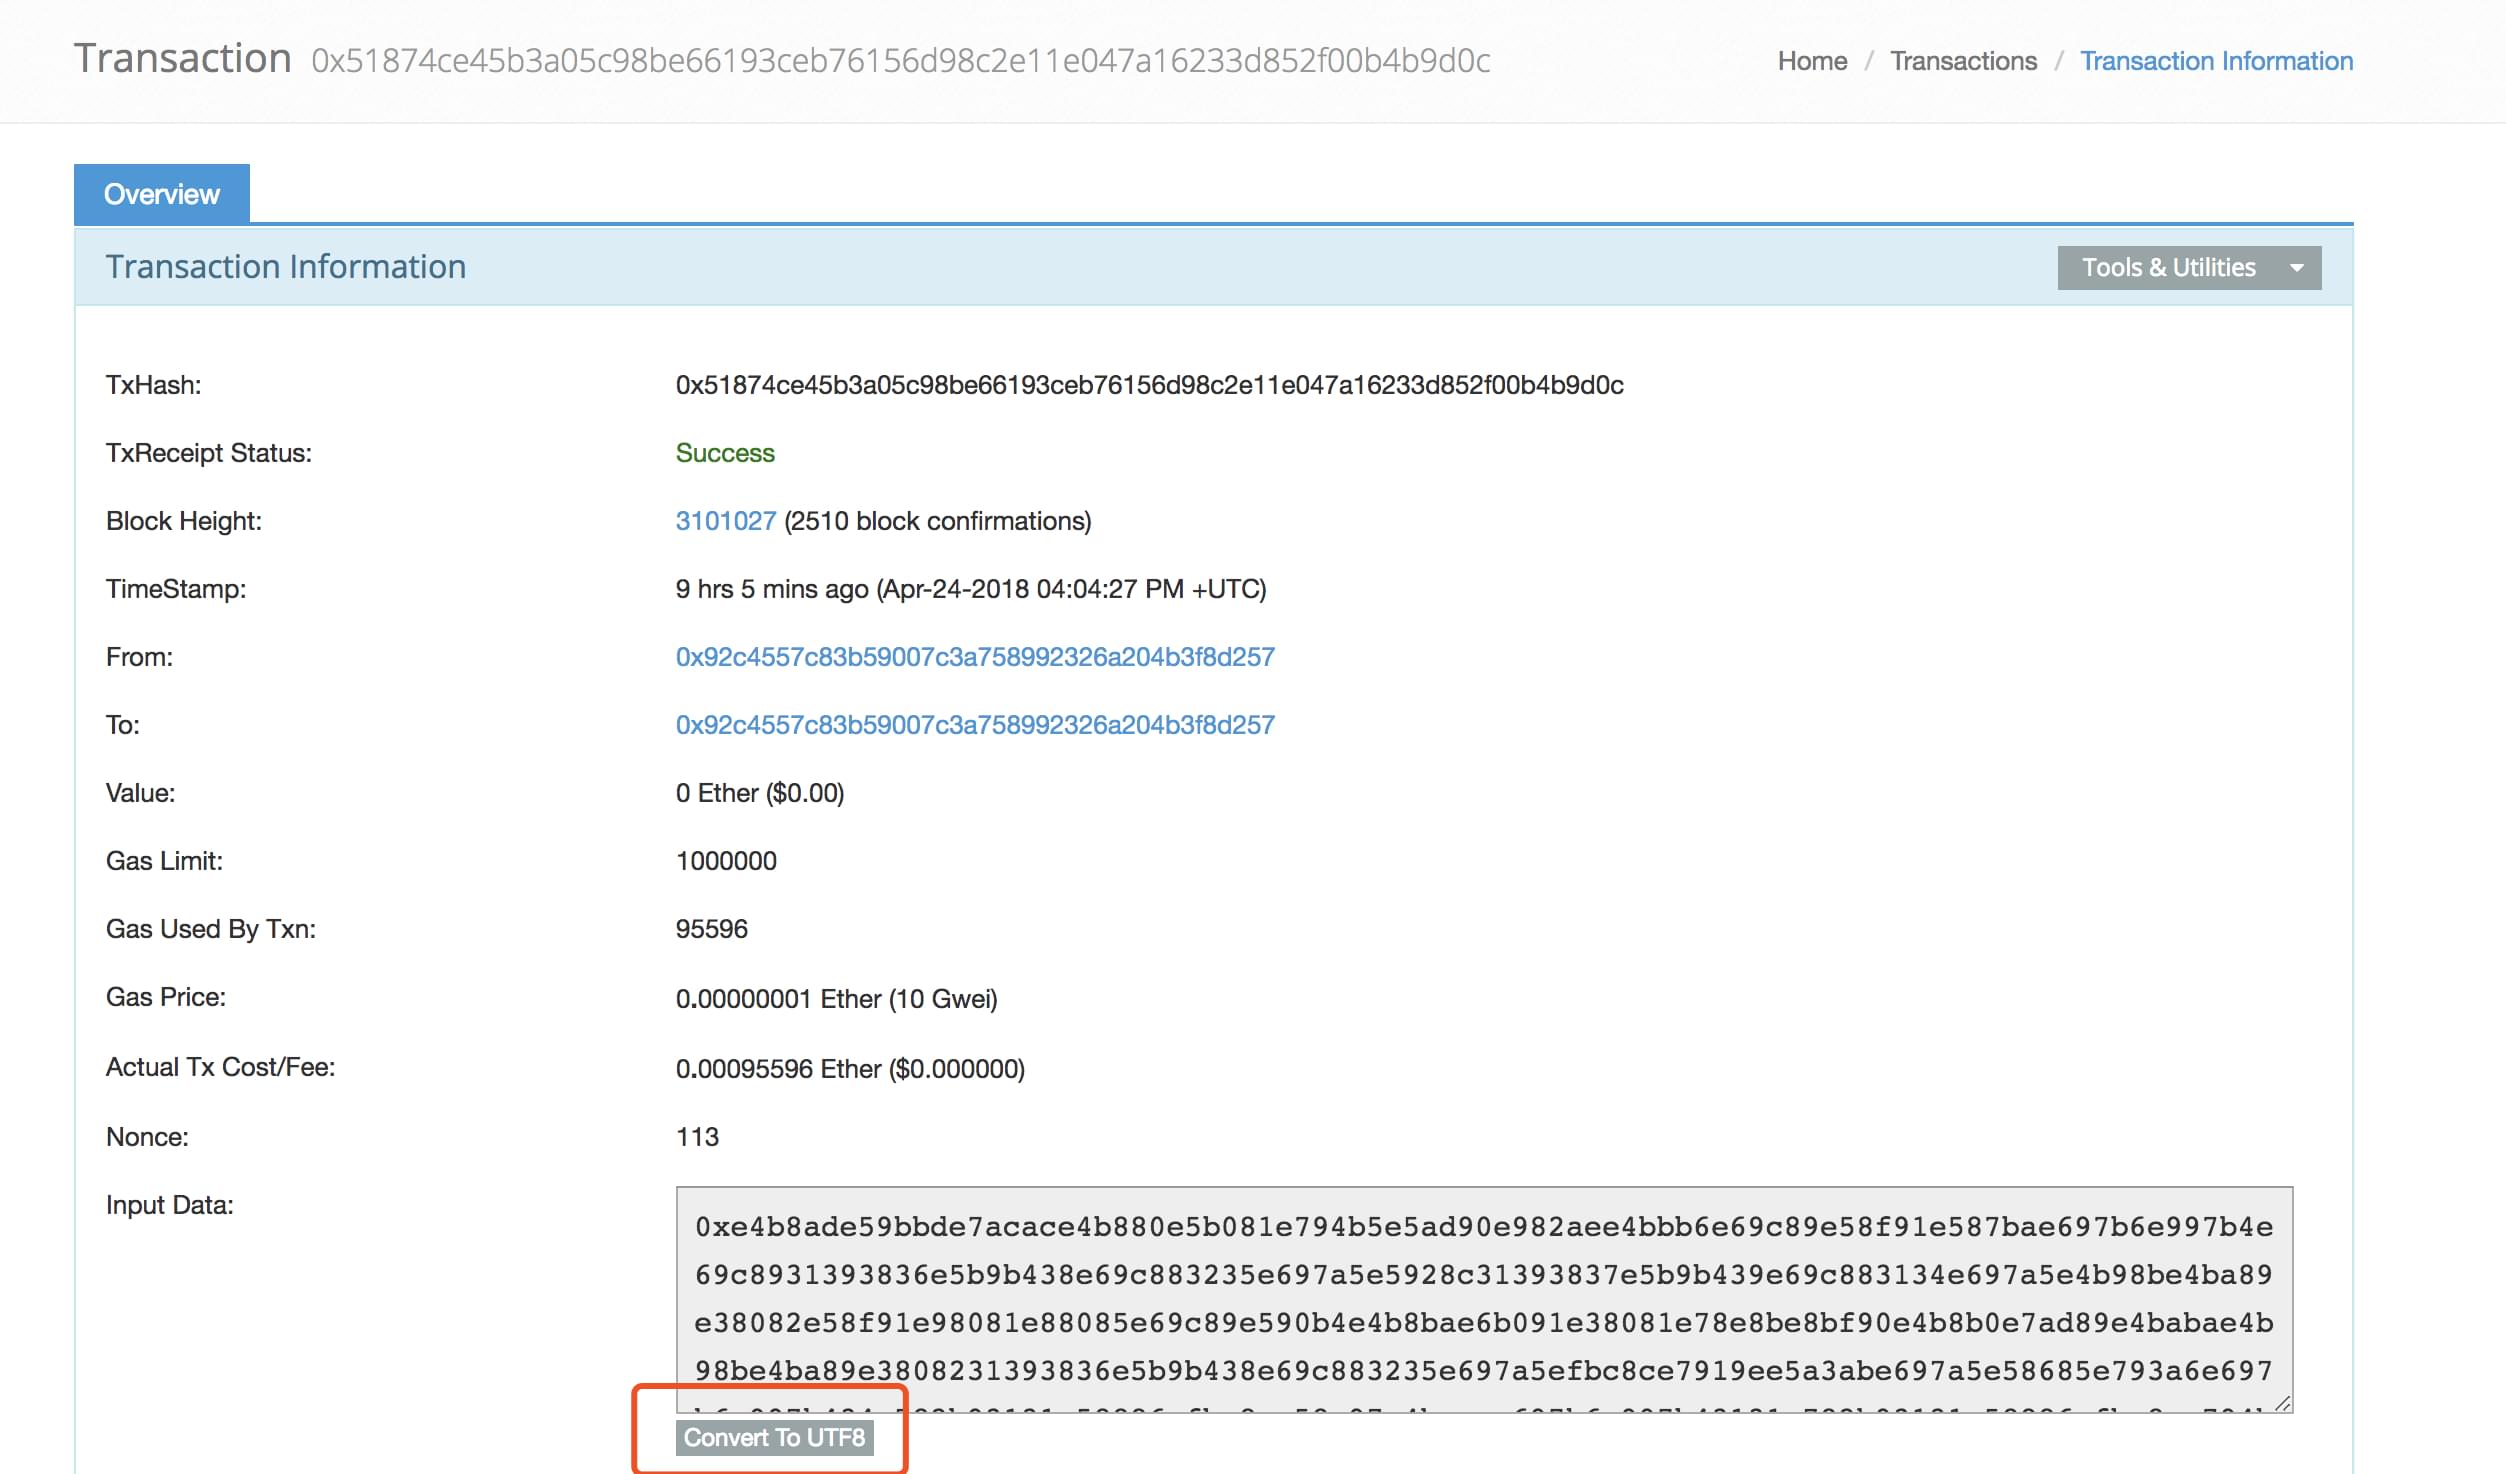 Transaction 0x51874ce45b3a05c98be66193ceb76156d98c2e11e047a16233d852f00b4b9d0c
Home / Transactions / Transaction Information
Overview
Transaction Information
Tools & Utilities
TxHash: 0x51874ce45b3a05c98be66193ceb76156d98c2e11e047a16233d852f00b4b9d0c
TxReceipt Status: Success
Block Height: 3101027 (2510 block confirmations)
TimeStamp: 9 hrs 5 mins ago (Apr-24-2018 04:04:27 PM +UTC)
From: 0x92c4557c83b59007c3a758992326a204b3f8d257
To: 0x92c4557c83b59007c3a758992326a204b3f8d257
Value: 0 Ether ($0.00)
Gas Limit: 1000000
Gas Used By Txn: 95596
Gas Price: 0.00000001 Ether (10 Gwei)
Actual Tx Cost/Fee: 0.00095596 Ether ($0.000000)
Nonce: 113
Input Data:
0xe4b8ade59bbde7acace4b880e5b081e794b5e5ad90e982aee4bbb6e69c89e58f91e587bae697b6e997b4e
69c8931393836e5b9b438e69c883235e697a5e5928c31393837e5b9b439e69c883134e697a5e4b98be4ba89
e38082e58f91e98081e88085e69c89e590b4e4b8bae6b091e38081e78e8be8bf90e4b8b0e7ad89e4babae4b
98be4ba89e3808231393836e5b9b438e69c883235e697a5efbc8ce7919ee5a3abe697a5e58685e793a6e697
Convert To UTF8